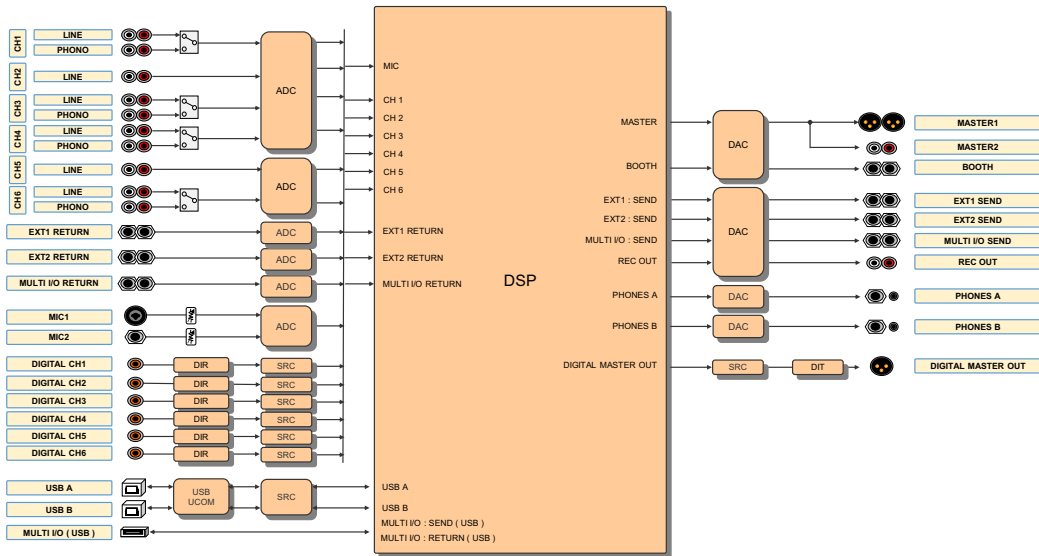 CH1
LINE
PHONO
CH2
LINE
CH3
LINE
PHONO
CH4
LINE
PHONO
CH5
LINE
CH6
LINE
PHONO
EXT1 RETURN
EXT2 RETURN
MULTI I/O RETURN
MIC1
MIC2
DIGITAL CH1
DIGITAL CH2
DIGITAL CH3
DIGITAL CH4
DIGITAL CH5
DIGITAL CH6
USB A
USB B
MULTI I/O ( USB )
ADC
ADC
ADC
ADC
ADC
ADC
DIR
SRC
DIR
SRC
DIR
SRC
DIR
SRC
DIR
SRC
DIR
SRC
USB
UCOM
SRC
MIC
CH 1
CH 2
CH 3
CH 4
CH 5
CH 6
EXT1 RETURN
EXT2 RETURN
MULTI I/O RETURN
USB A
USB B
MULTI I/O : SEND ( USB )
MULTI I/O : RETURN ( USB )
DSP
MASTER
BOOTH
EXT1 : SEND
EXT2 : SEND
MULTI I/O : SEND
REC OUT
PHONES A
PHONES B
DIGITAL MASTER OUT
DAC
DAC
DAC
DAC
SRC
DIT
MASTER1
MASTER2
BOOTH
EXT1 SEND
EXT2 SEND
MULTI I/O SEND
REC OUT
PHONES A
PHONES B
DIGITAL MASTER OUT